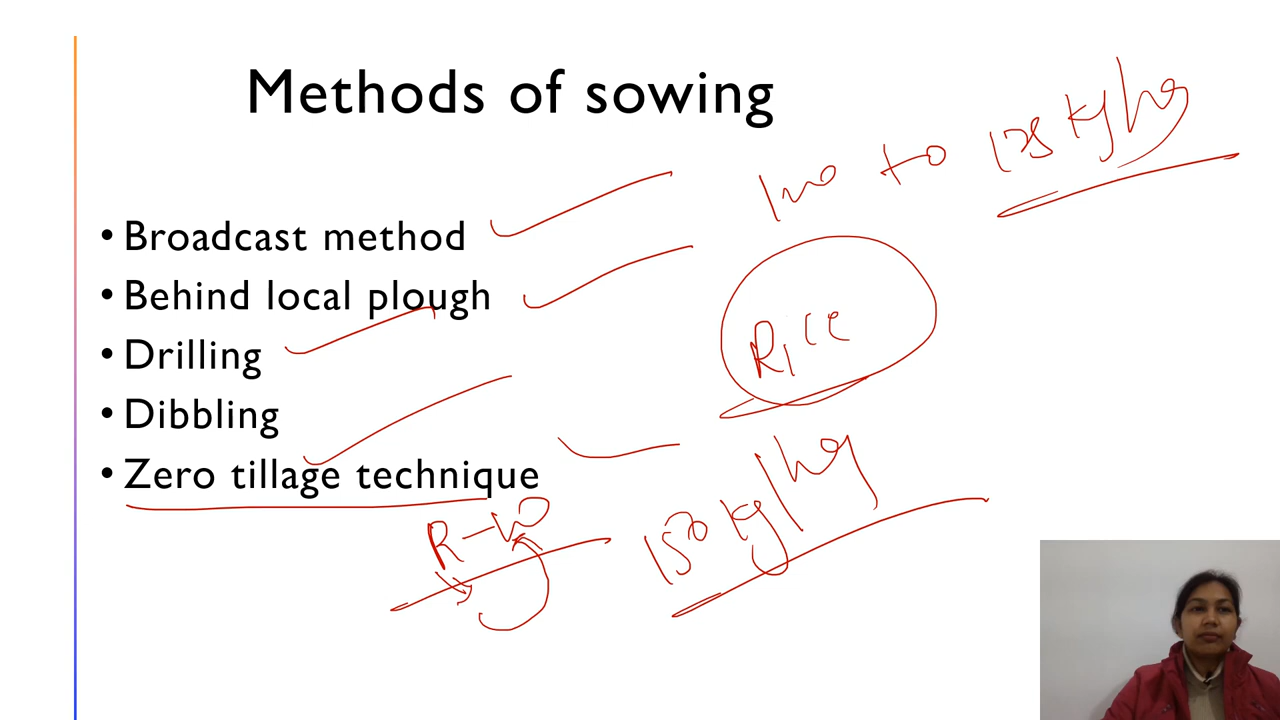 Methods of sowing
100 to 125 kg/ha
• Broadcast method
• Behind local plough
Rice
• Drilling
• Dibbling
• Zero tillage technique
R-W
150 kg/ha